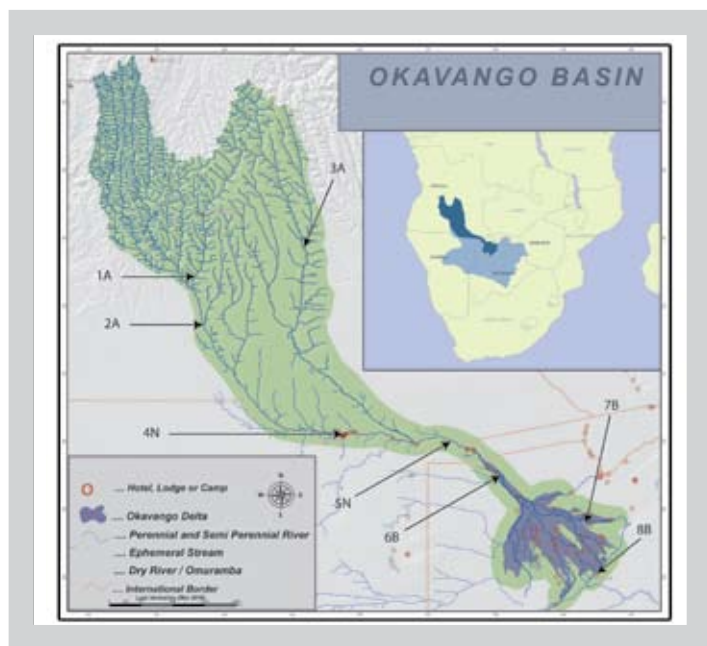 OKAVANGO BASIN
3A
1A
2A
4N
7B
5N
6B
8B
N
S
.... Hotel, Lodge or Camp
.... Okavango Delta
.... Perennial and Semi Perennial River
.... Ephemeral Stream
.... Dry River / Omuramba
.... International Border